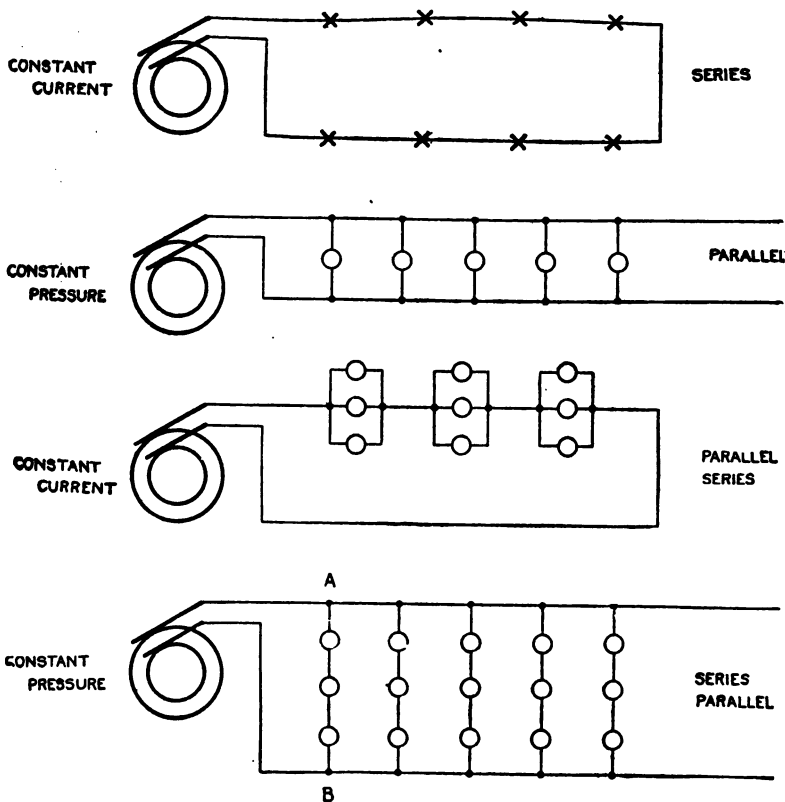 CONSTANT
CURRENT
SERIES
CONSTANT
PRESSURE
PARALLEL
CONSTANT
CURRENT
PARALLEL
SERIES
A
CONSTANT
PRESSURE
SERIES
PARALLEL
B